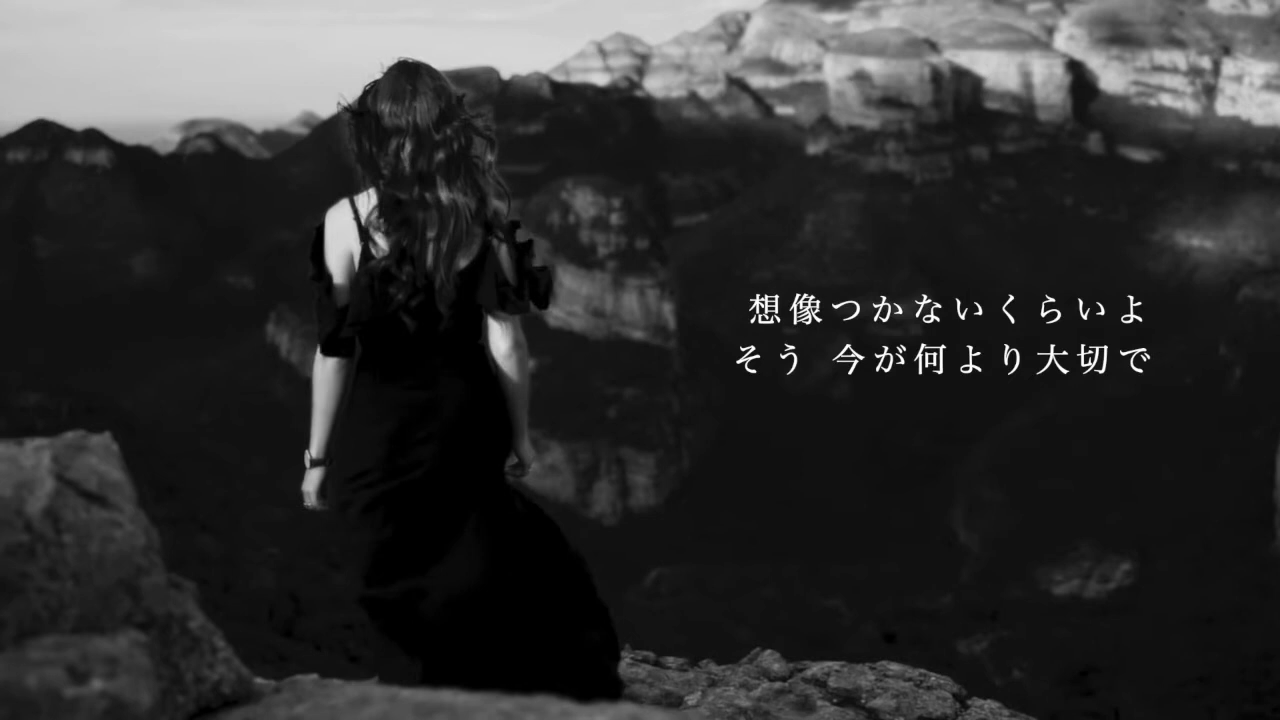 想像つかないくらいよ
そう 今が何より大切で